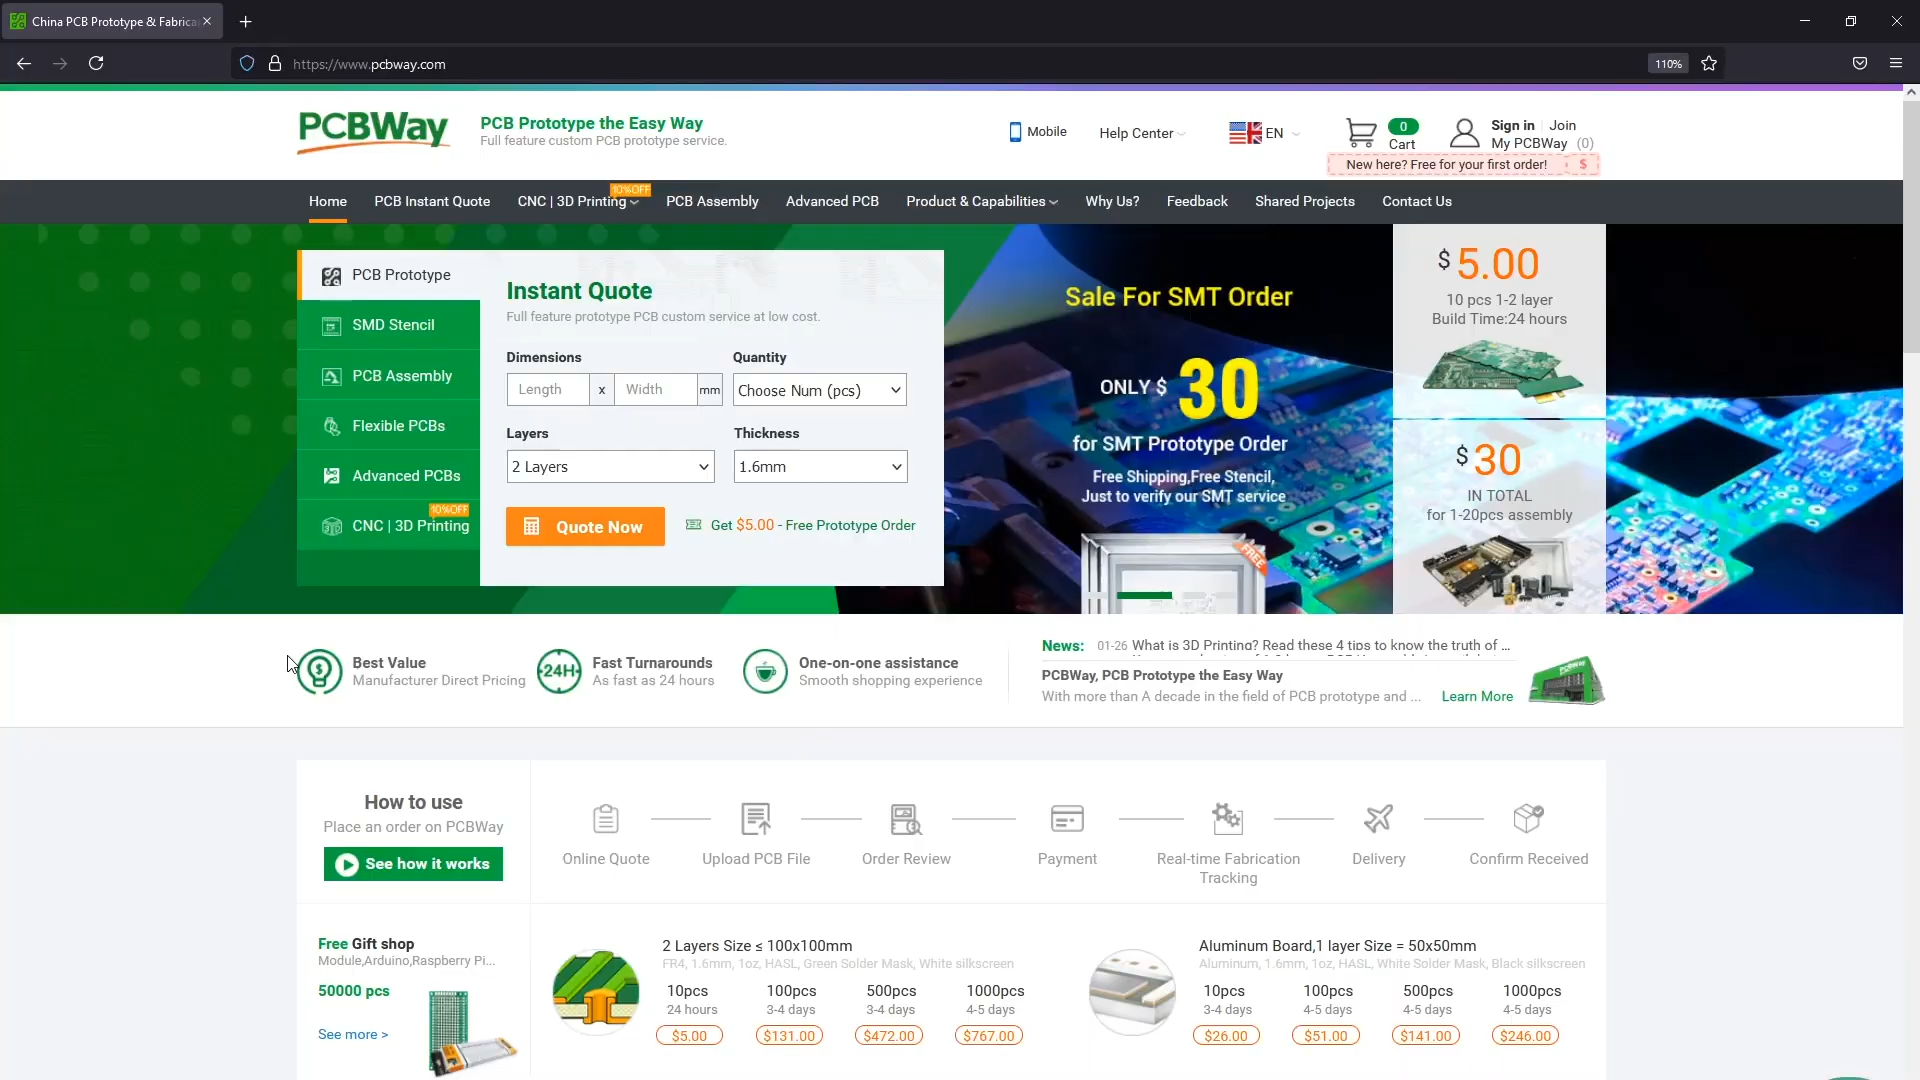 China PCB Prototype & Fabrica
https://www.pcbway.com
110%
PCBWay
PCB Prototype the Easy Way
Full feature custom PCB prototype service.
Mobile
Help Center
EN
0
Cart
Sign in | Join
My PCBWay (0)
New here? Free for your first order! $
Home
PCB Instant Quote
CNC | 3D Printing
10%OFF
PCB Assembly
Advanced PCB
Product & Capabilities
Why Us?
Feedback
Shared Projects
Contact Us
PCB Prototype
SMD Stencil
PCB Assembly
Flexible PCBs
Advanced PCBs
10%OFF
CNC | 3D Printing
Instant Quote
Full feature prototype PCB custom service at low cost.
Dimensions
Quantity
Length x Width mm
Choose Num (pcs)
Layers
Thickness
2 Layers
1.6mm
Quote Now
Get $5.00 - Free Prototype Order
Sale For SMT Order
ONLY $ 30
for SMT Prototype Order
Free Shipping,Free Stencil,
Just to verify our SMT service
FREE
$ 5.00
10 pcs 1-2 layer
Build Time:24 hours
$ 30
IN TOTAL
for 1-20pcs assembly
Best Value
Manufacturer Direct Pricing
24H
Fast Turnarounds
As fast as 24 hours
One-on-one assistance
Smooth shopping experience
News: 01-26 What is 3D Printing? Read these 4 tips to know the truth of ...
PCBWay, PCB Prototype the Easy Way
With more than A decade in the field of PCB prototype and ... Learn More
PCBWay
How to use
Place an order on PCBWay
See how it works
Online Quote
Upload PCB File
Order Review
Payment
Real-time Fabrication
Tracking
Delivery
Confirm Received
Free Gift shop
Module,Arduino,Raspberry Pi...
50000 pcs
See more >
2 Layers Size ≤ 100x100mm
FR4, 1.6mm, 1oz, HASL, Green Solder Mask, White silkscreen
10pcs 100pcs 500pcs 1000pcs
24 hours 3-4 days 3-4 days 4-5 days
$5.00 $131.00 $472.00 $767.00
Aluminum Board,1 layer Size = 50x50mm
Aluminum, 1.6mm, 1oz, HASL, White Solder Mask, Black silkscreen
10pcs 100pcs 500pcs 1000pcs
3-4 days 4-5 days 4-5 days 4-5 days
$26.00 $51.00 $141.00 $246.00